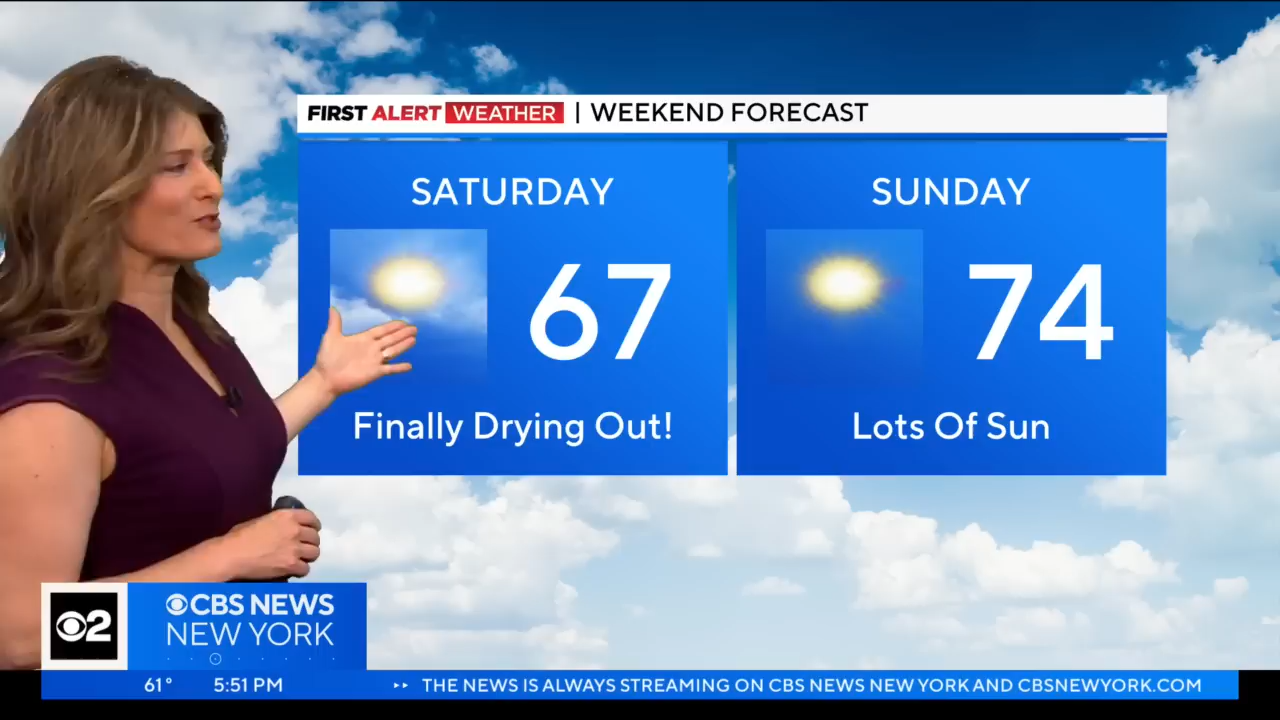 FIRST ALERT WEATHER | WEEKEND FORECAST
SATURDAY
67
Finally Drying Out!
SUNDAY
74
Lots Of Sun
2
CBS NEWS
NEW YORK
61° 5:51 PM THE NEWS IS ALWAYS STREAMING ON CBS NEWS NEW YORK AND CBSNEWYORK.COM